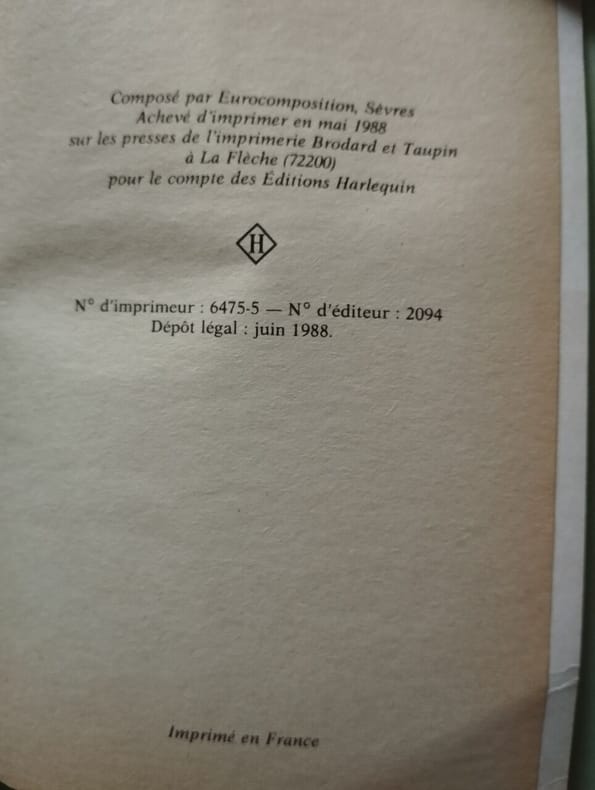 Composé par Eurocomposition, Sèvres
Achevé d'imprimer en mai 1988
sur les presses de l'imprimerie Brodard et Taupin
à La Flèche (72200)
pour le compte des Éditions Harlequin
H
N° d'imprimeur : 6475-5 — N° d'éditeur : 2094
Dépôt légal : juin 1988.
Imprimé en France